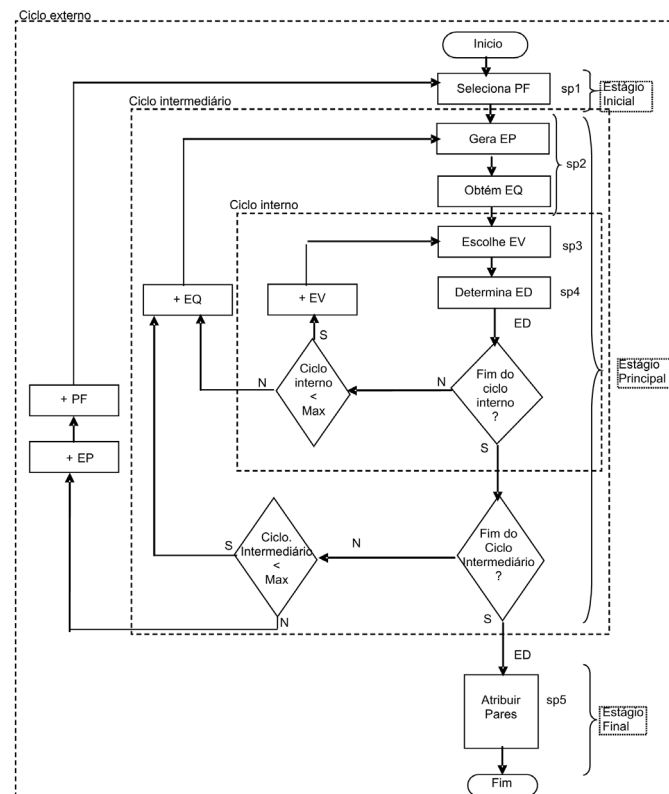 Ciclo externo
Inicio
Seleciona PF
sp1
Estágio
Inicial
Ciclo intermediário
Gera EP
sp2
Obtém EQ
Ciclo interno
Escolhe EV
sp3
+ EQ
+ EV
Determina ED
sp4
ED
S
Ciclo
interno
<
Max
N
N
Fim do
ciclo
interno
?
S
Estágio
Principal
+ PF
+ EP
S
Ciclo.
Intermediário
<
Max
N
N
Fim do
Ciclo
Intermediário
?
S
ED
Atribuir
Pares
sp5
Estágio
Final
Fim